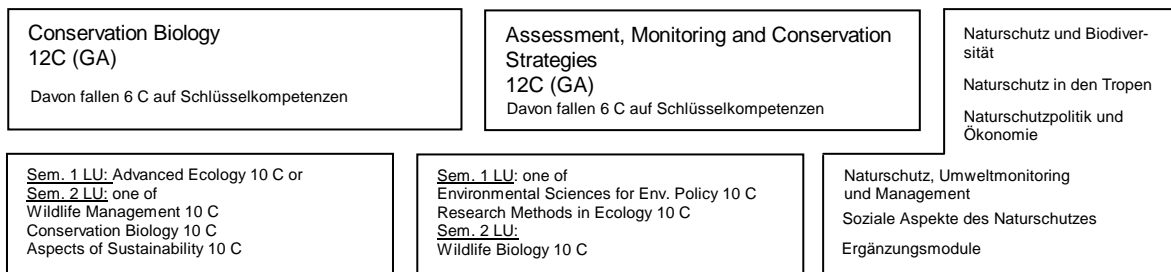 Conservation Biology
12C (GA)
Davon fallen 6 C auf Schlüsselkompetenzen
Assessment, Monitoring and Conservation
Strategies
12C (GA)
Davon fallen 6 C auf Schlüsselkompetenzen
Naturschutz und Biodiver-
sität
Naturschutz in den Tropen
Naturschutzpolitik und
Ökonomie
Sem. 1 LU: Advanced Ecology 10 C or
Sem. 2 LU: one of
Wildlife Management 10 C
Conservation Biology 10 C
Aspects of Sustainability 10 C
Sem. 1 LU: one of
Environmental Sciences for Env. Policy 10 C
Research Methods in Ecology 10 C
Sem. 2 LU:
Wildlife Biology 10 C
Naturschutz, Umweltmonitoring
und Management
Soziale Aspekte des Naturschutzes
Ergänzungsmodule